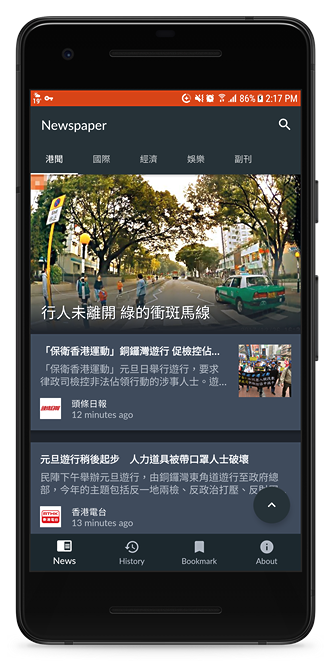 19°
86%
2:17 PM
Newspaper
港聞
國際
經濟
娛樂
副刊
行人未離開 綠的衝斑馬線
「保衛香港運動」銅鑼灣遊行 促檢控佔...
「保衛香港運動」元旦日舉行遊行，要求
律政司檢控非法佔領行動的涉事人士。遊...
頭條日報
12 minutes ago
元旦遊行稍後起步 人力道具被帶口罩人士破壞
民陣下午舉辦元旦遊行，由銅鑼灣東角道遊行至政府總
部，今年的主題包括反一地兩檢、反政治打壓、反
RTHK
香港電台
香港電台
13 minutes ago
News
History
Bookmark
About